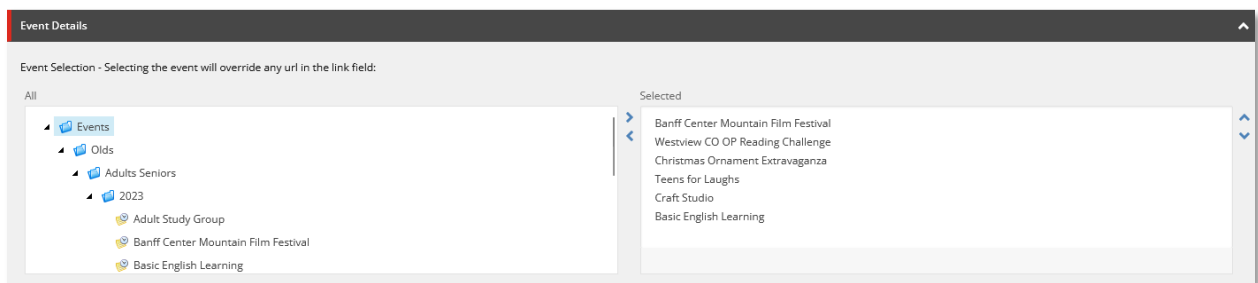 Event Details
Event Selection - Selecting the event will override any url in the link field:
All
Events
Olds
Adults Seniors
2023
Adult Study Group
Banff Center Mountain Film Festival
Basic English Learning
Selected
Banff Center Mountain Film Festival
Westview CO OP Reading Challenge
Christmas Ornament Extravaganza
Teens for Laughs
Craft Studio
Basic English Learning